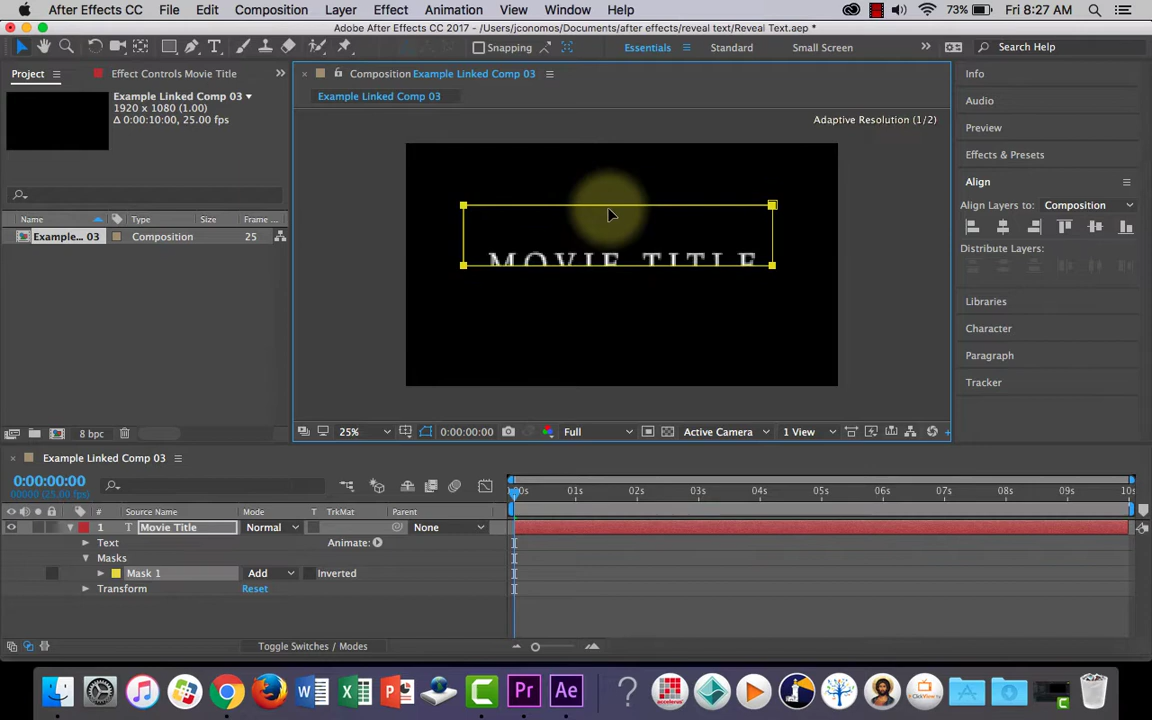 After Effects CC File Edit Composition Layer Effect Animation View Window Help 73% Fri 8:27 AM
Adobe After Effects CC 2017 - /Users/jconomos/Documents/after effects/reveal text/Reveal Text.aep *
Snapping Essentials Standard Small Screen Search Help
Project Effect Controls Movie Title Composition Example Linked Comp 03 Info
Example Linked Comp 03
1920 x 1080 (1.00)
Δ 0:00:10:00, 25.00 fps
Example Linked Comp 03
Audio
Adaptive Resolution (1/2)
Preview
Effects & Presets
Align
Align Layers to: Composition
Name Type Size Frame ...
Example... 03 Composition 25
Distribute Layers:
MOVIE TITLE
Libraries
Character
Paragraph
Tracker
8 bpc 25% 0:00:00:00 Full Active Camera 1 View
Example Linked Comp 03
0:00:00:00
00000 (25.00 fps)
:00s 01s 02s 03s 04s 05s 06s 07s 08s 09s 10s
# Source Name Mode T TrkMat Parent
1 T Movie Title Normal None
Text Animate:
Masks
Mask 1 Add Inverted
Transform Reset
Toggle Switches / Modes
Pr Ae